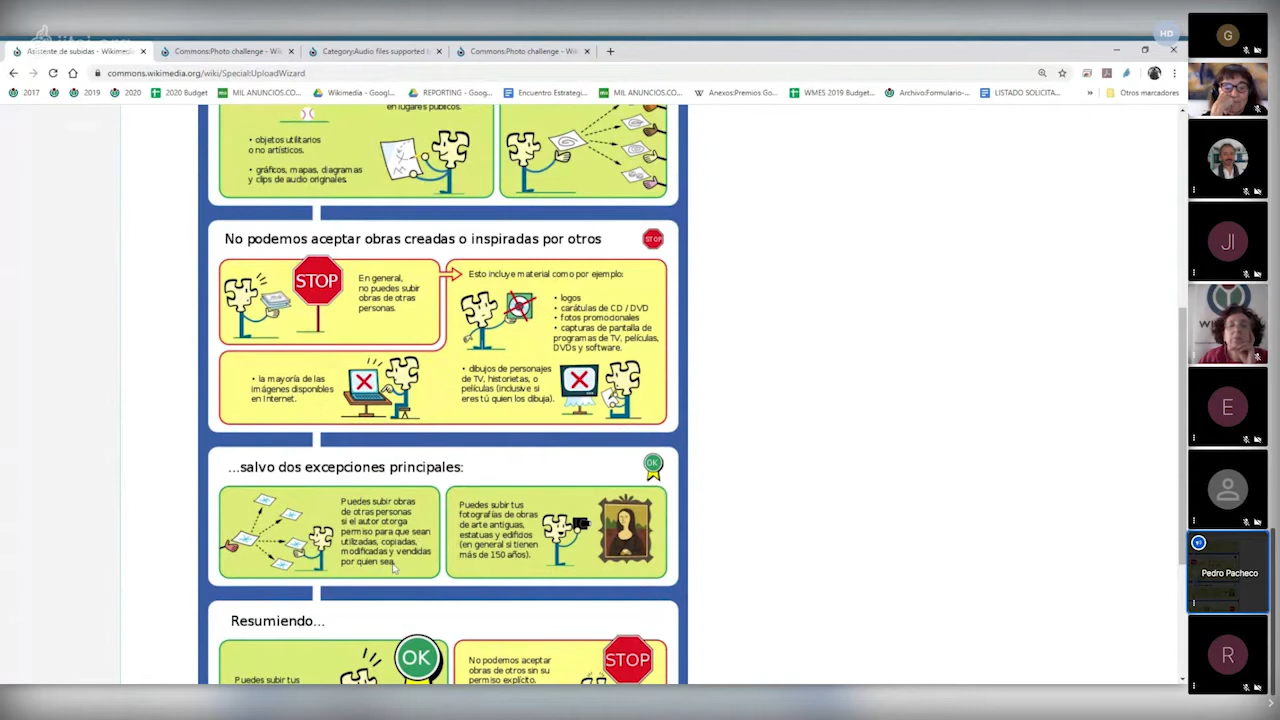 jitsi.org
HD
Asistente de subidas - Wikimedi
Commons:Photo challenge - Wik
Category:Audio files supported b
Commons:Photo challenge - Wik
commons.wikimedia.org/wiki/Special:UploadWizard
2017
2019
2020
2020 Budget
MIL ANUNCIOS.CO...
Wikimedia - Googl...
REPORTING - Goog...
Encuentro Estrategi...
MIL ANUNCIOS.CO...
Anexos:Premios Go...
WMES 2019 Budget...
Archivo:Formulario-...
LISTADO SOLICITA...
»
Otros marcadores
en lugares públicos.
• objetos utilitarios
o no artísticos.
• gráficos, mapas, diagramas
y clips de audio originales.
No podemos aceptar obras creadas o inspiradas por otros
STOP
STOP
En general,
no puedes subir
obras de otras
personas.
Esto incluye material como por ejemplo:
• logos
• carátulas de CD / DVD
• fotos promocionales
• capturas de pantalla de
programas de TV, películas,
DVDs y software.
• la mayoría de las
imágenes disponibles
en Internet.
• dibujos de personajes
de TV, historietas, o
películas (inclusive si
eres tú quien los dibuja).
...salvo dos excepciones principales:
OK
Puedes subir obras
de otras personas
si el autor otorga
permiso para que sean
utilizadas, copiadas,
modificadas y vendidas
por quien sea.
Puedes subir tus
fotografías de obras
de arte antiguas,
estatuas y edificios
(en general si tienen
más de 150 años).
Resumiendo...
Puedes subir tus
OK
No podemos aceptar
obras de otros sin su
permiso explícto.
STOP
G
JI
E
Pedro Pacheco
R